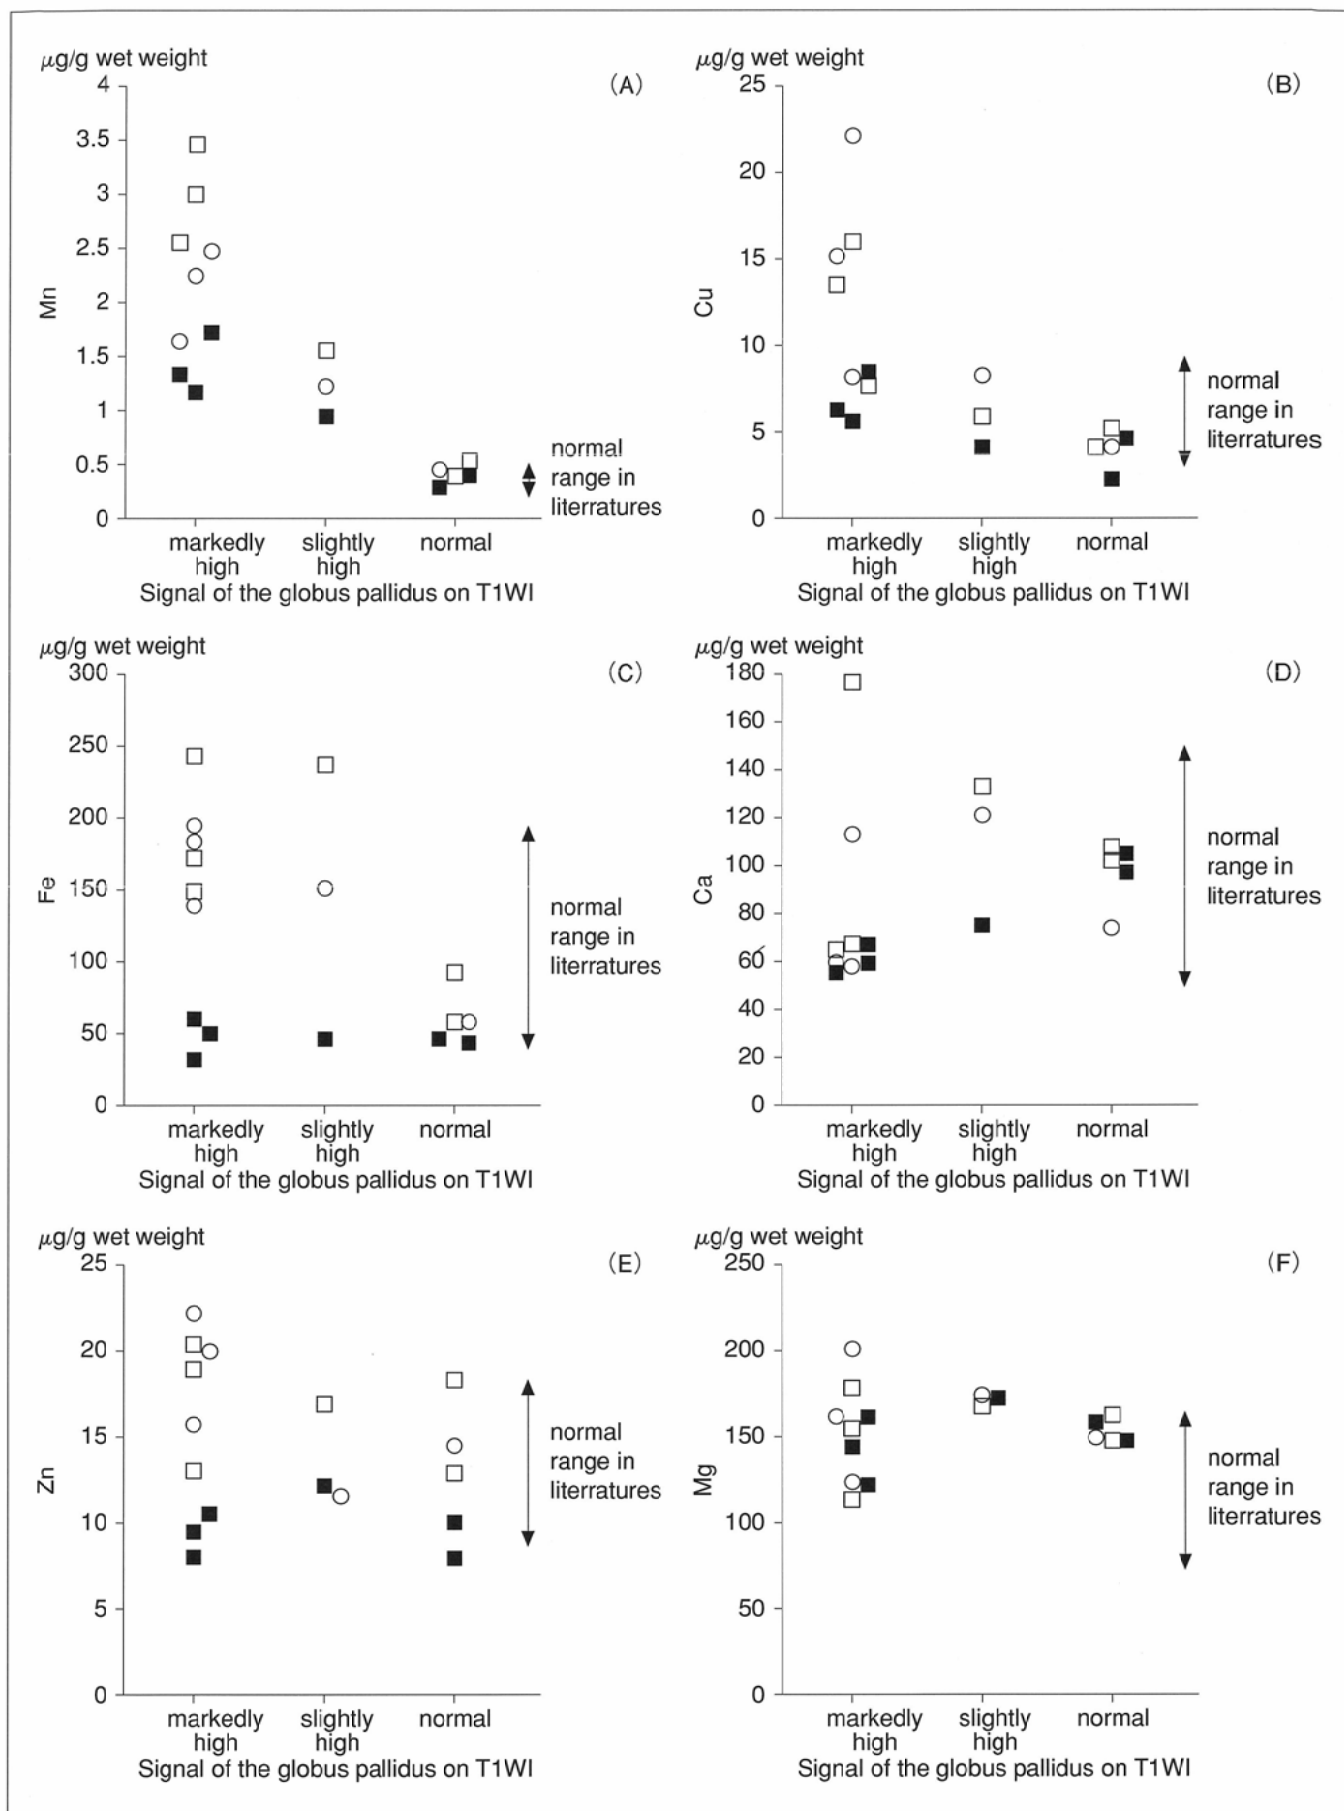 μg/g wet weight
(A)
4
3.5
3
2.5
2
1.5
1
0.5
0
Mn
normal
range in
literratures
markedly
high
slightly
high
normal
Signal of the globus pallidus on T1WI
μg/g wet weight
(B)
25
20
15
10
5
0
Cu
normal
range in
literratures
markedly
high
slightly
high
normal
Signal of the globus pallidus on T1WI
μg/g wet weight
(C)
300
250
200
150
100
50
0
Fe
normal
range in
literratures
markedly
high
slightly
high
normal
Signal of the globus pallidus on T1WI
μg/g wet weight
(D)
180
160
140
120
100
80
60
40
20
0
Ca
normal
range in
literratures
markedly
high
slightly
high
normal
Signal of the globus pallidus on T1WI
μg/g wet weight
(E)
25
20
15
10
5
0
Zn
normal
range in
literratures
markedly
high
slightly
high
normal
Signal of the globus pallidus on T1WI
μg/g wet weight
(F)
250
200
150
100
50
0
Mg
normal
range in
literratures
markedly
high
slightly
high
normal
Signal of the globus pallidus on T1WI